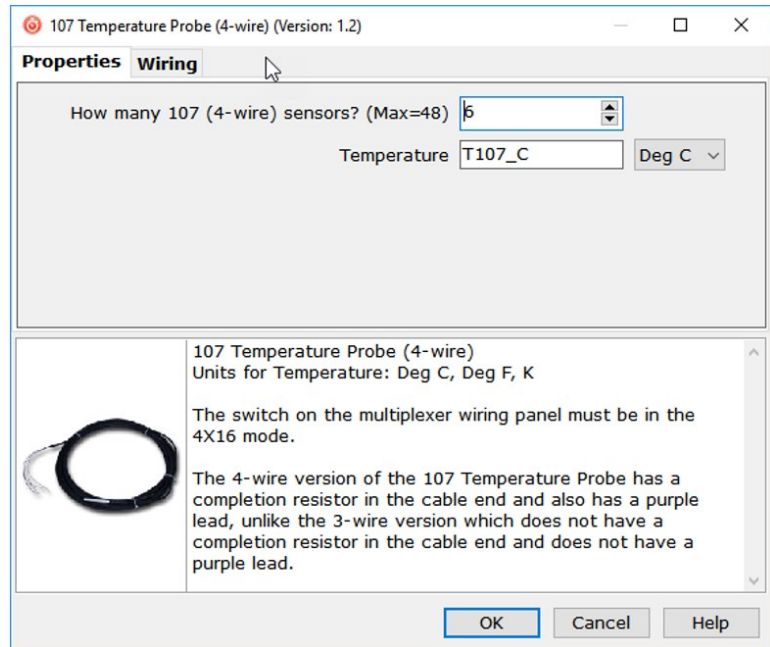 107 Temperature Probe (4-wire) (Version: 1.2)
Properties Wiring
How many 107 (4-wire) sensors? (Max=48) 6
Temperature T107_C Deg C
107 Temperature Probe (4-wire)
Units for Temperature: Deg C, Deg F, K
The switch on the multiplexer wiring panel must be in the
4X16 mode.
The 4-wire version of the 107 Temperature Probe has a
completion resistor in the cable end and also has a purple
lead, unlike the 3-wire version which does not have a
completion resistor in the cable end and does not have a
purple lead.
OK Cancel Help